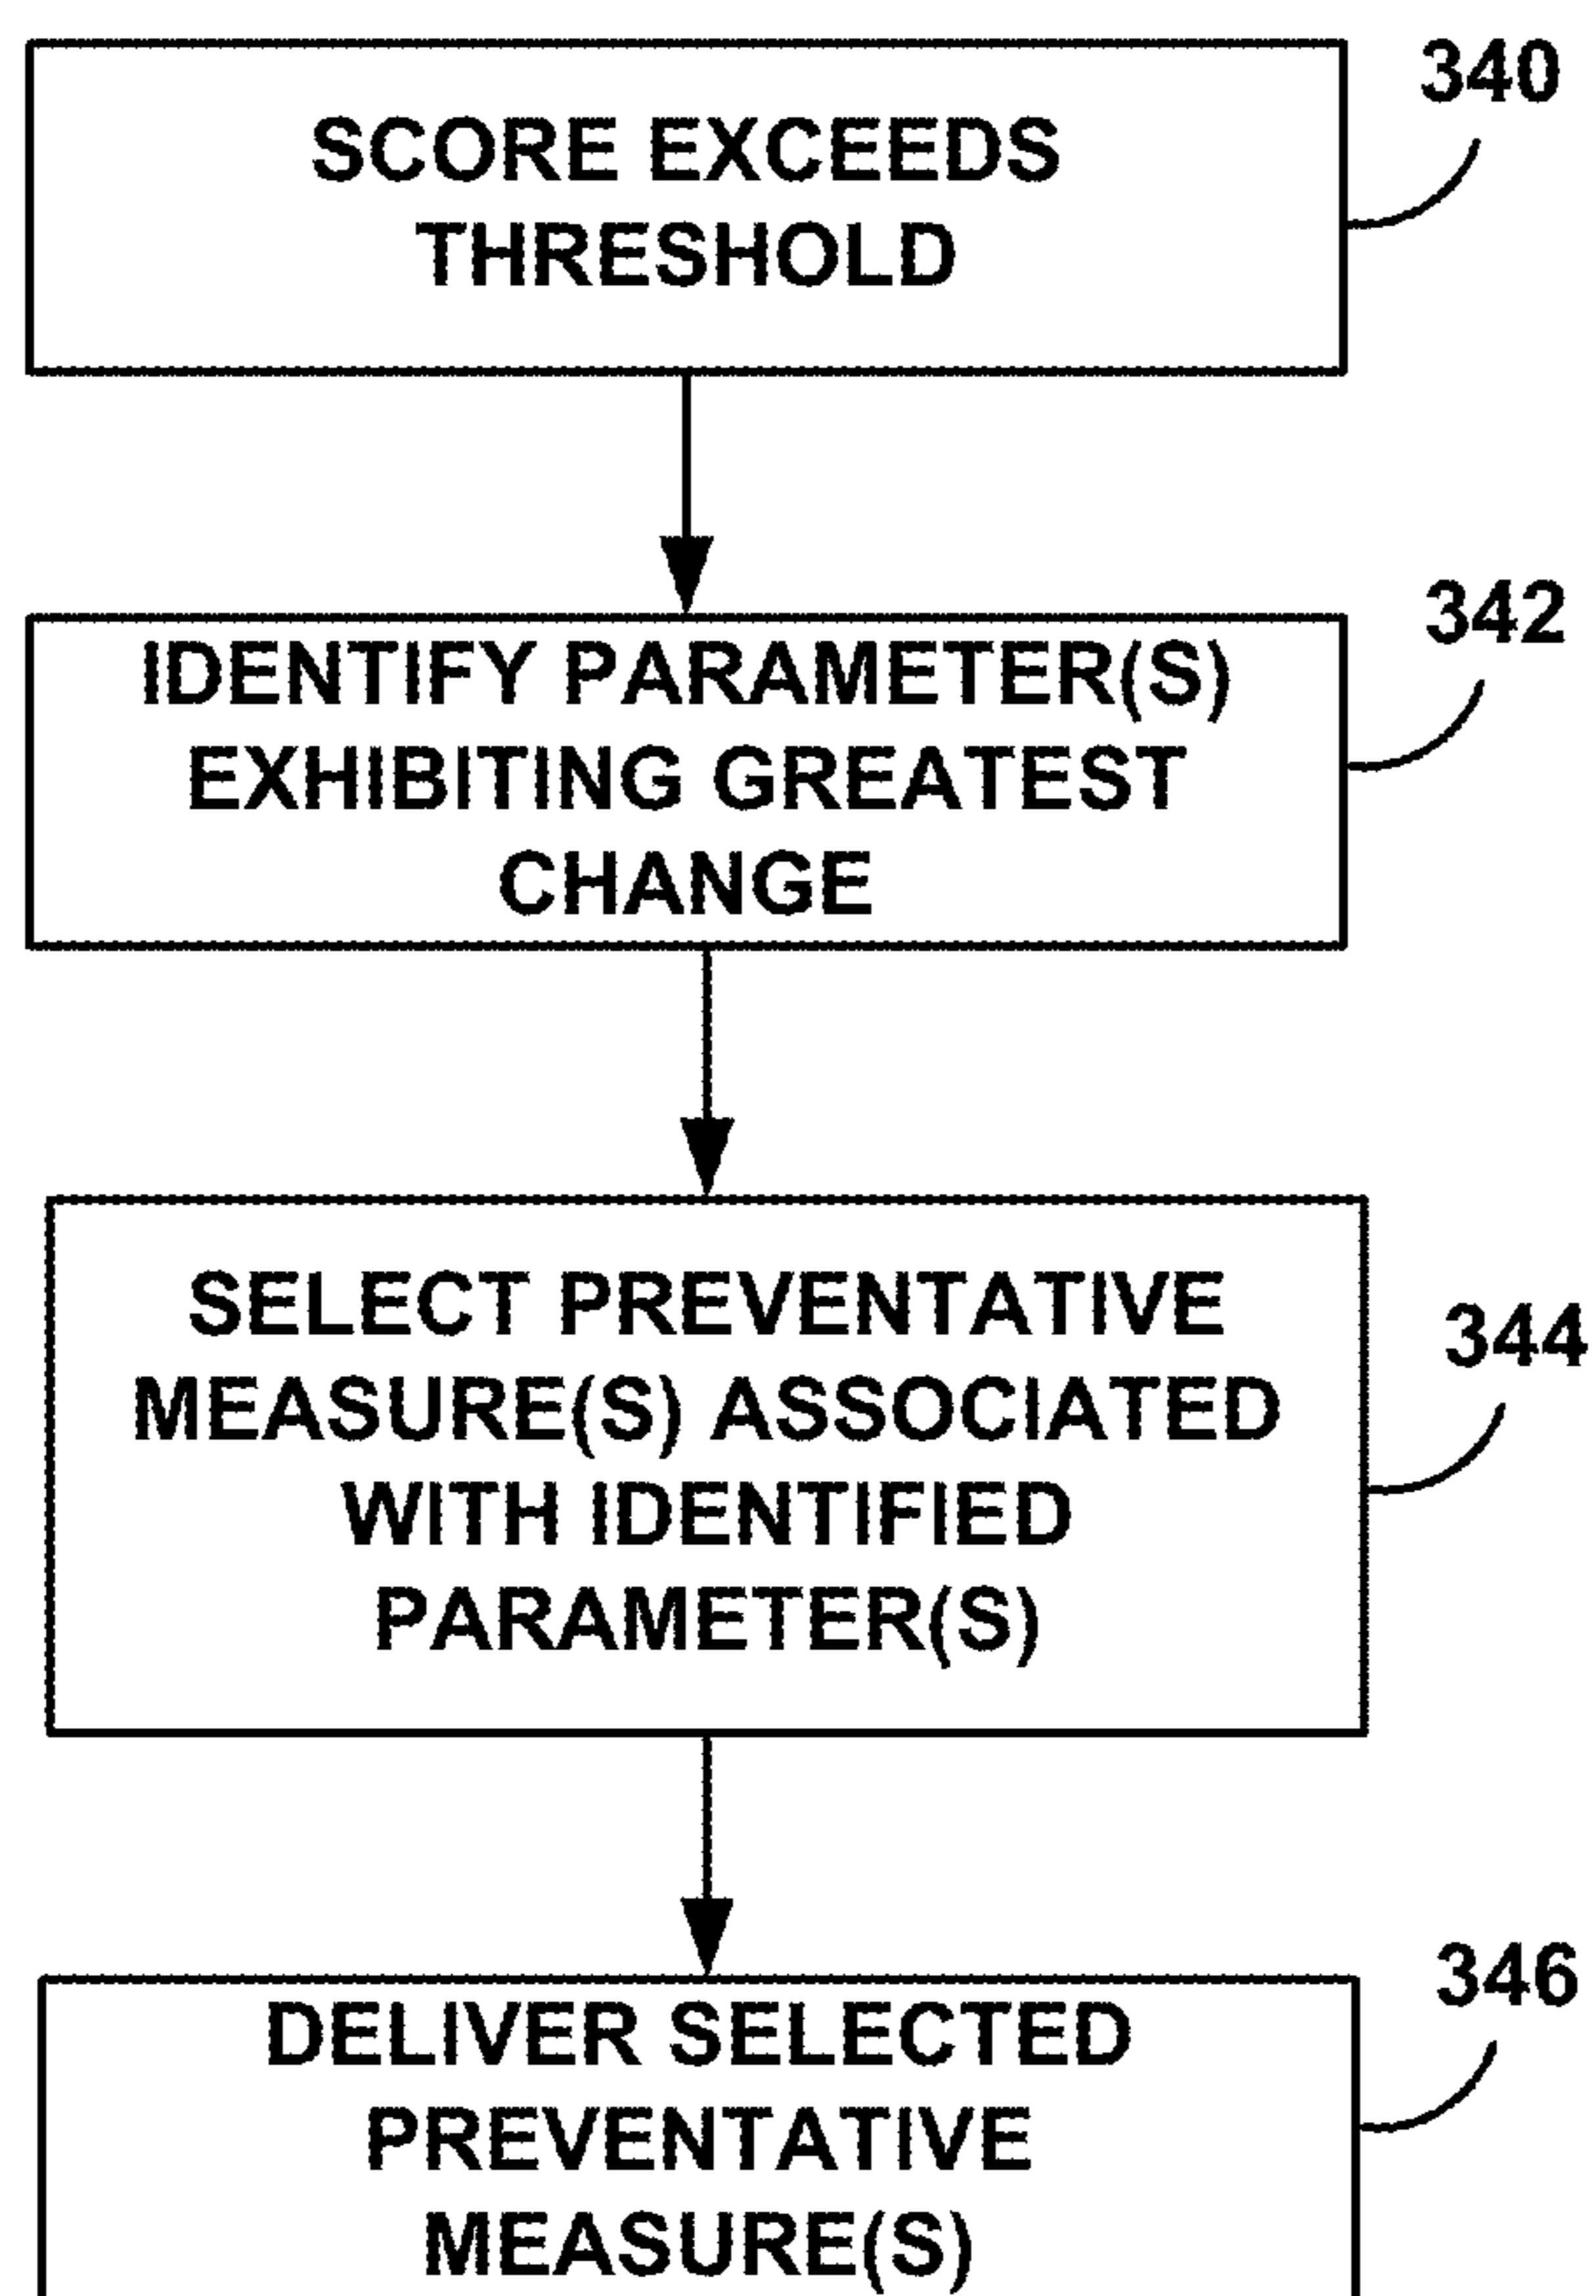 340
SCORE EXCEEDS
THRESHOLD
342
IDENTIFY PARAMETER(S)
EXHIBITING GREATEST
CHANGE
344
SELECT PREVENTATIVE
MEASURE(S) ASSOCIATED
WITH IDENTIFIED
PARAMETER(S)
346
DELIVER SELECTED
PREVENTATIVE
MEASURE(S)